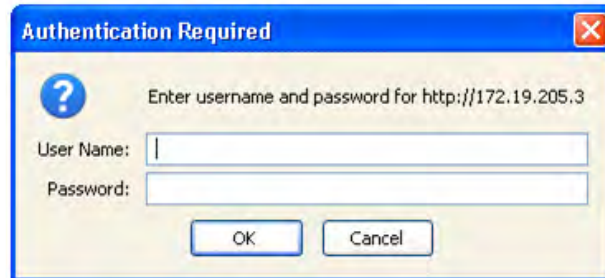 Authentication Required
?
Enter username and password for http://172.19.205.3
User Name:
Password:
OK Cancel